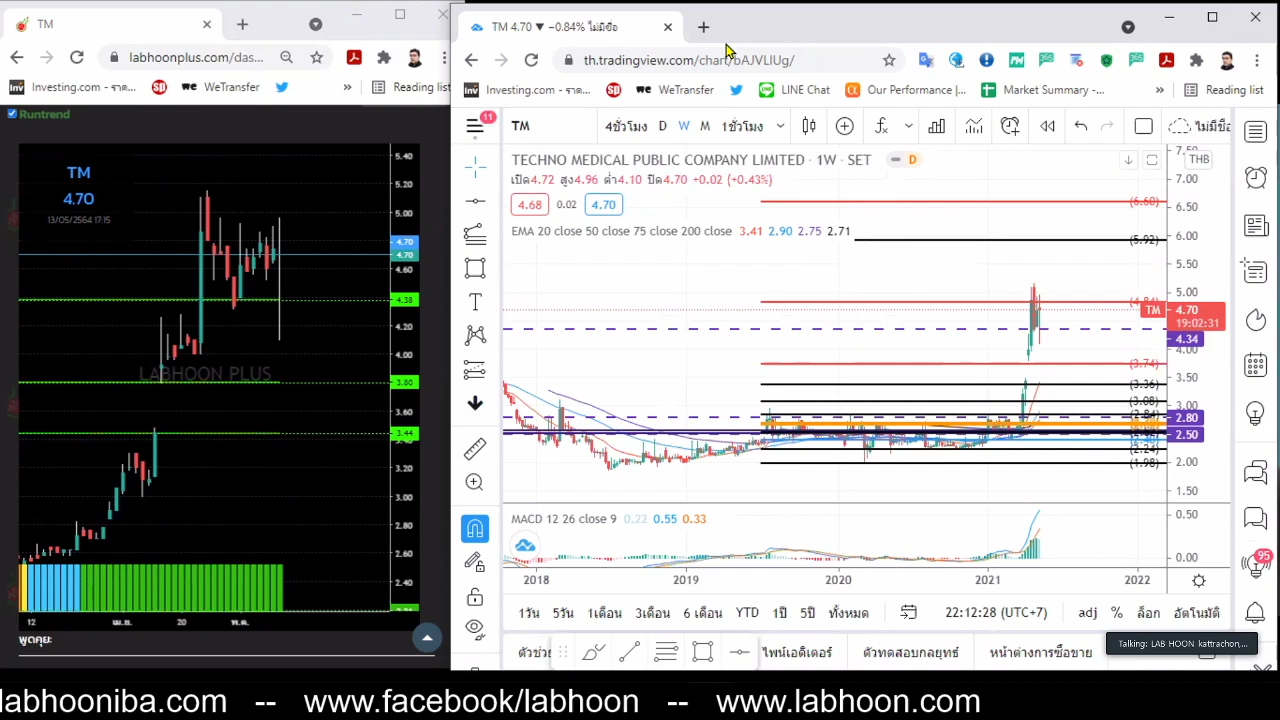 TM
labhoonplus.com/das...
Investing.com - ราค...
WeTransfer
Reading list
Runtrend
TM
4.70
13/05/2564 17:15
5.40
5.20
5.00
4.70
4.70
4.60
4.38
4.20
4.00
LABHOON PLUS
3.80
3.60
3.44
3.20
3.00
2.80
2.60
2.40
12
เม.ย.
20
พ.ค.
พูดคุย:
TM 4.70 ▼ −0.84% ไม่มีชื่อ
th.tradingview.com/chart/bAJVLIUg/
Investing.com - ราค...
WeTransfer
LINE Chat
Our Performance |...
Market Summary -...
Reading list
11
TM
4ชั่วโมง D W M 1ชั่วโมง
ไม่มีชื่อ
TECHNO MEDICAL PUBLIC COMPANY LIMITED · 1W · SET
D
THB
เปิด4.72 สูง4.96 ต่ำ4.10 ปิด4.70 +0.02 (+0.43%)
4.68 0.02 4.70
EMA 20 close 50 close 75 close 200 close 3.41 2.90 2.75 2.71
7.00
(6.68)
6.50
6.00
(5.92)
5.50
5.00
(4.84)
TM 4.70
19:02:31
4.34
4.00
(3.74)
3.50
(3.36)
(3.08)
3.00
2.80
2.50
(2.24)
2.00
(1.98)
1.50
MACD 12 26 close 9 0.22 0.55 0.33
0.50
0.00
2018 2019 2020 2021 2022
95
1วัน 5วัน 1เดือน 3เดือน 6 เดือน YTD 1ปี 5ปี ทั้งหมด
22:12:28 (UTC+7)
adj % ล็อก อัตโนมัติ
ไพน์เอดิเตอร์
ตัวทดสอบกลยุทธ์
หน้าต่างการซื้อขาย
Talking: LAB HOON kattrachon,...
labhooniba.com -- www.facebook/labhoon -- www.labhoon.com